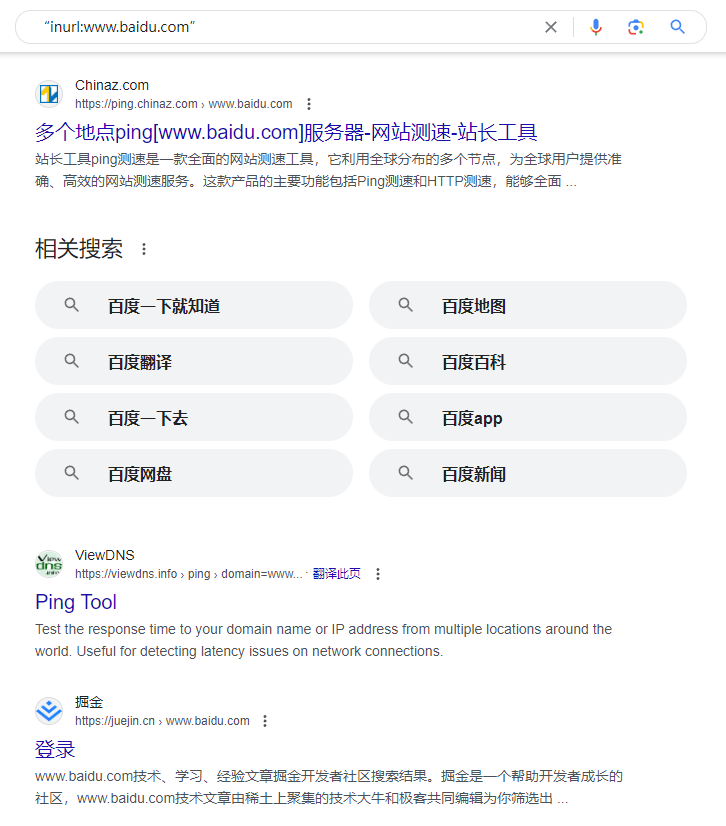 “inurl:www.baidu.com”
Chinaz.com
https://ping.chinaz.com › www.baidu.com
多个地点ping[www.baidu.com]服务器-网站测速-站长工具
站长工具ping测速是一款全面的网站测速工具，它利用全球分布的多个节点，为全球用户提供准
确、高效的网站测速服务。这款产品的主要功能包括Ping测速和HTTP测速，能够全面 ...
相关搜索
百度一下就知道
百度地图
百度翻译
百度百科
百度一下去
百度app
百度网盘
百度新闻
ViewDNS
https://viewdns.info › ping › domain=www... · 翻译此页
Ping Tool
Test the response time to your domain name or IP address from multiple locations around the
world. Useful for detecting latency issues on network connections.
掘金
https://juejin.cn › www.baidu.com
登录
www.baidu.com技术、学习、经验文章掘金开发者社区搜索结果。掘金是一个帮助开发者成长的
社区，www.baidu.com技术文章由稀土上聚集的技术大牛和极客共同编辑为你筛选出 ...